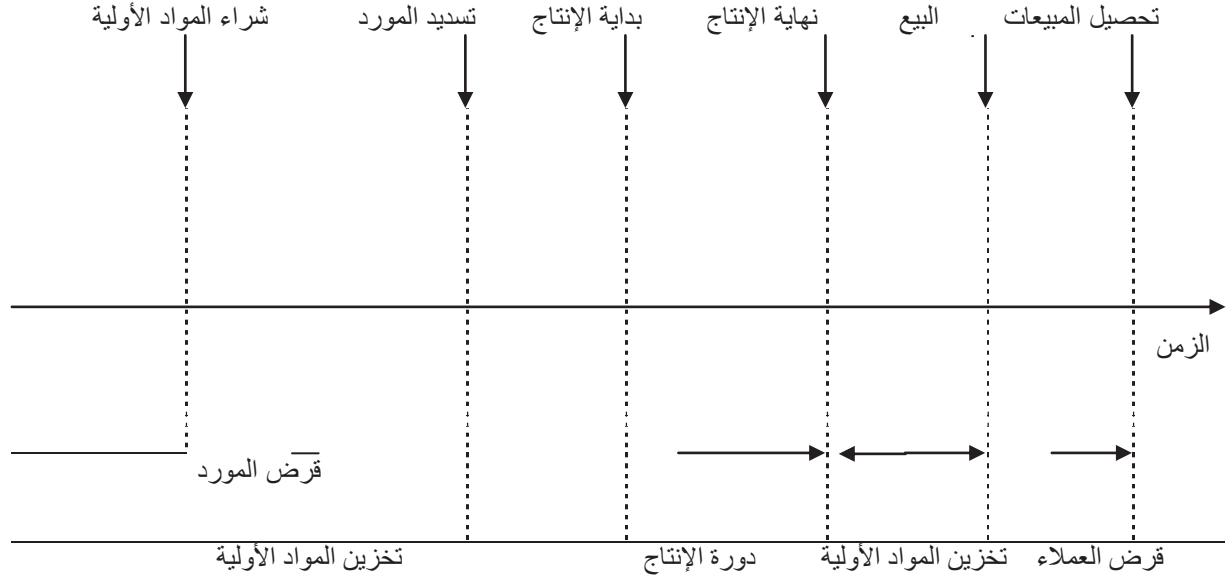 شراء المواد الأولية
تسديد المورد
بداية الإنتاج
نهاية الإنتاج
البيع
تحصيل المبيعات
الزمن
قرض المورد
تخزين المواد الأولية
دورة الإنتاج
تخزين المواد الأولية
قرض العملاء